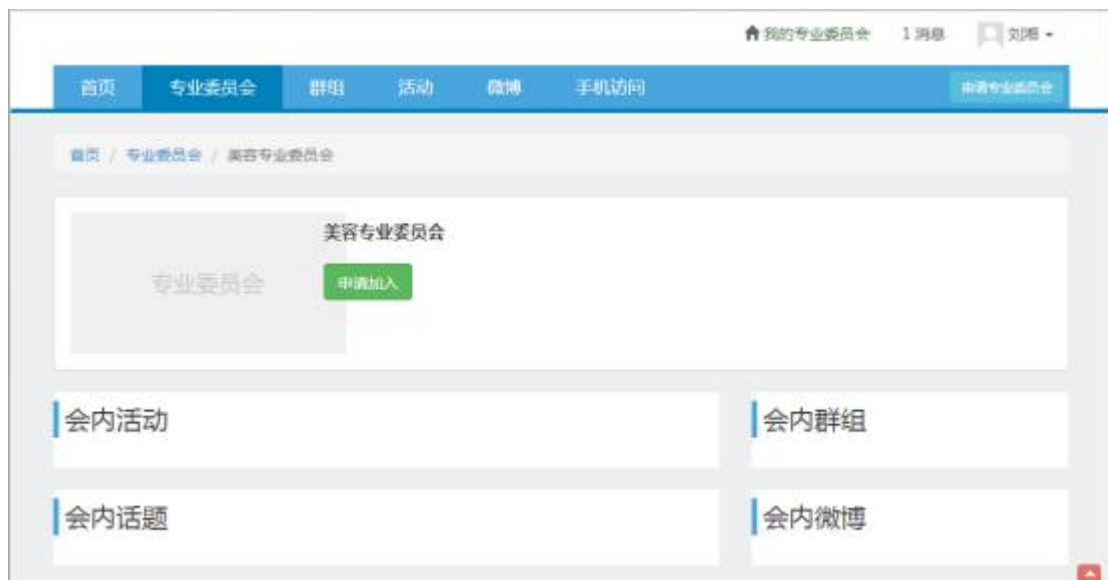 我的专业委员会 1 消息 刘湘
首页 专业委员会 群组 活动 微博 手机访问 申请专业委员会
首页 / 专业委员会 / 美容专业委员会
美容专业委员会
专业委员会
申请加入
会内活动
会内群组
会内话题
会内微博